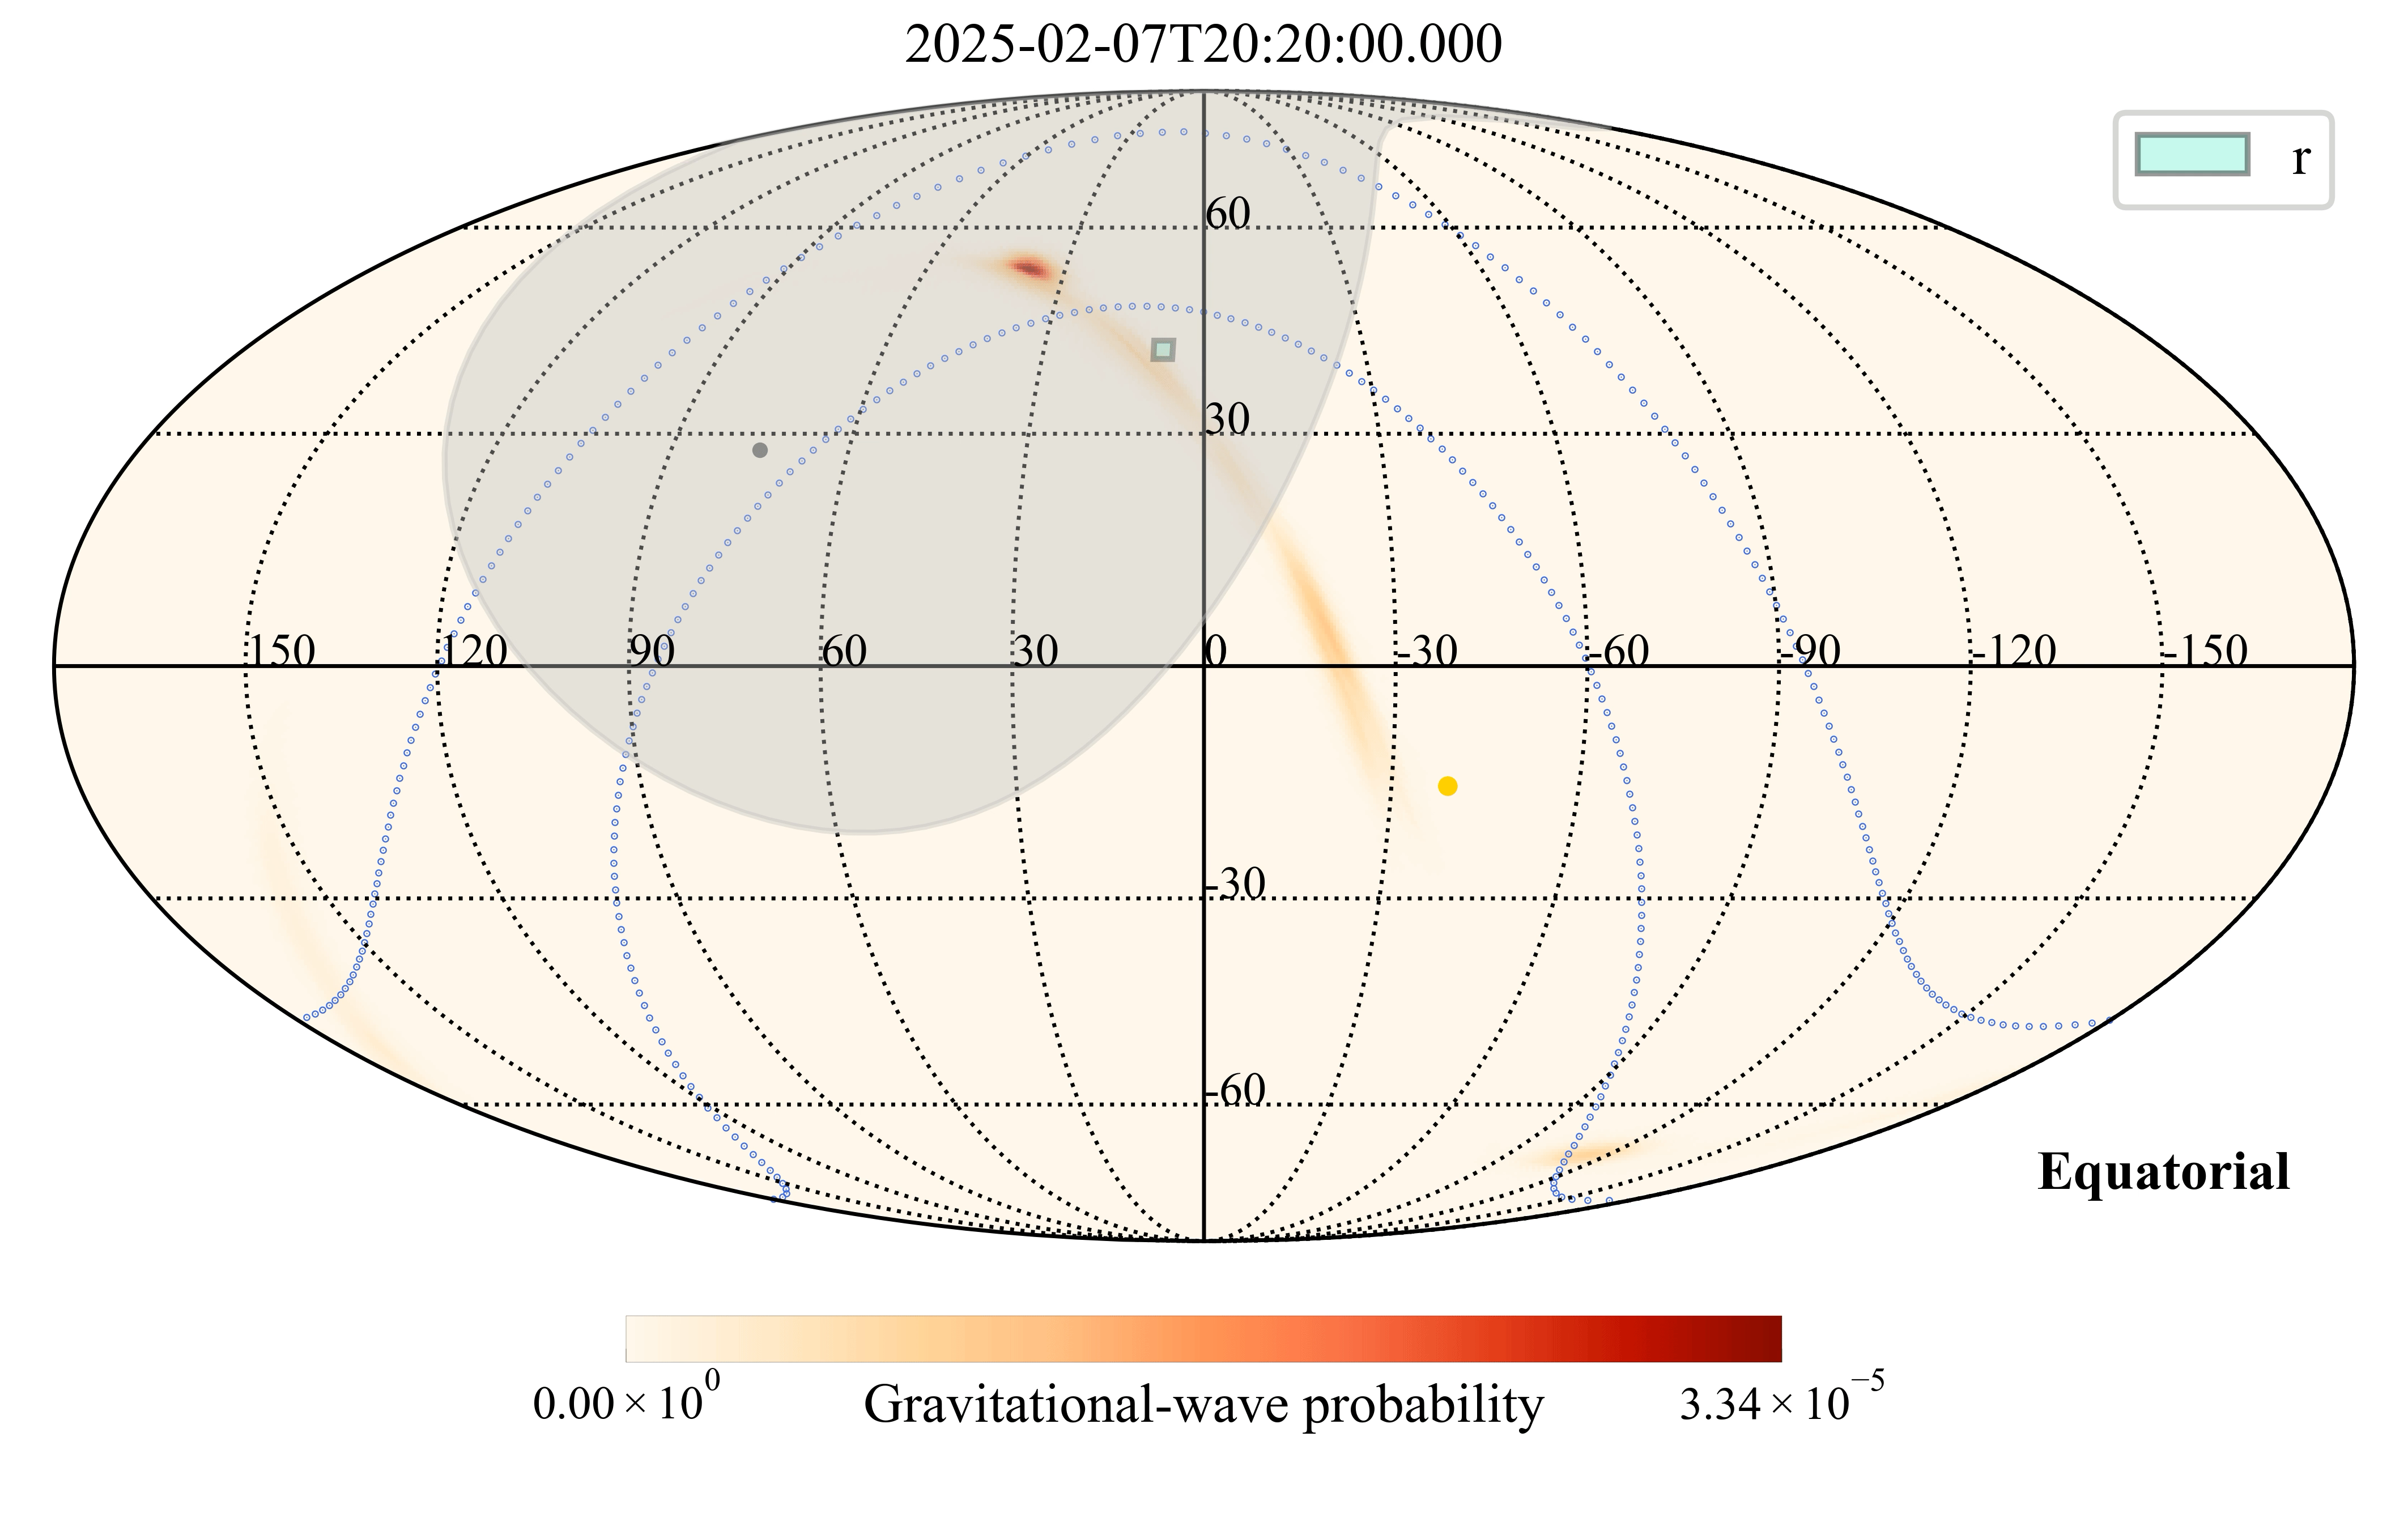 2025-02-07T20:20:00.000
r
60
30
150 120 90 60 30 0 -30 -60 -90 -120 -150
-30
-60
Equatorial
0.00 × 10⁰ Gravitational-wave probability 3.34 × 10⁻⁵